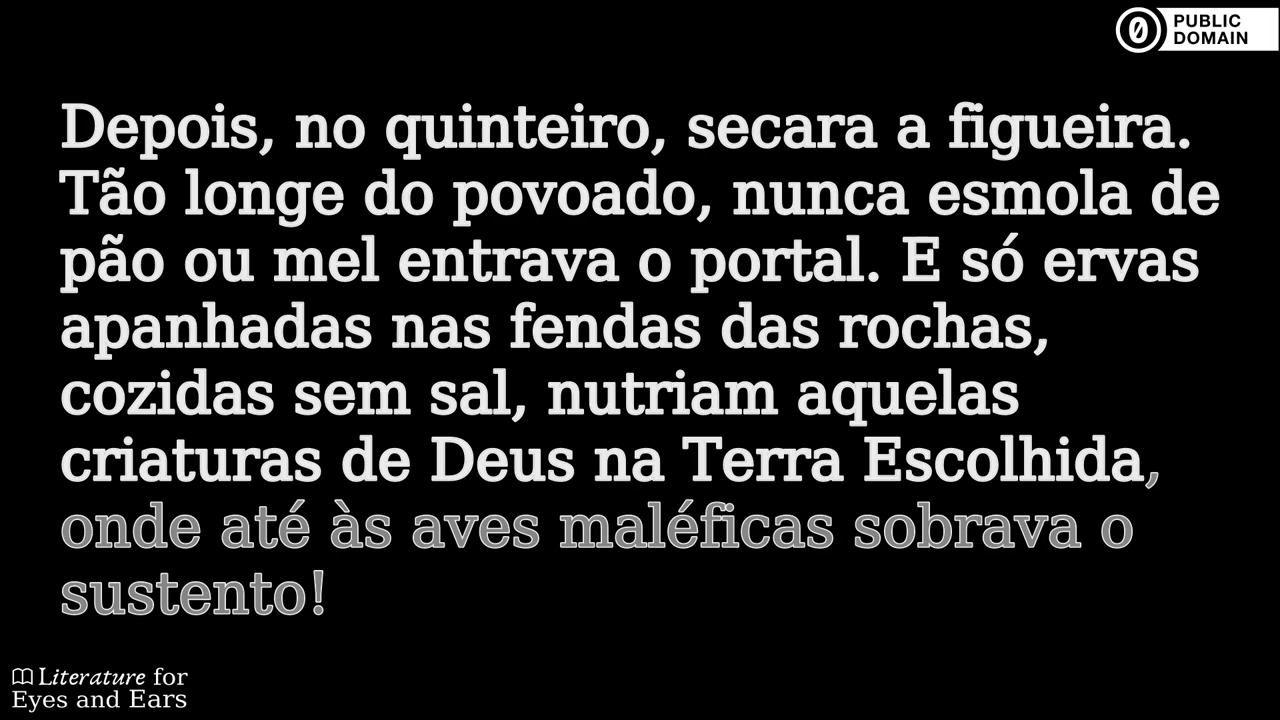 PUBLIC
DOMAIN
Depois, no quinteiro, secara a figueira.
Tão longe do povoado, nunca esmola de
pão ou mel entrava o portal. E só ervas
apanhadas nas fendas das rochas,
cozidas sem sal, nutriam aquelas
criaturas de Deus na Terra Escolhida,
onde até às aves maléficas sobrava o
sustento!
Literature for
Eyes and Ears